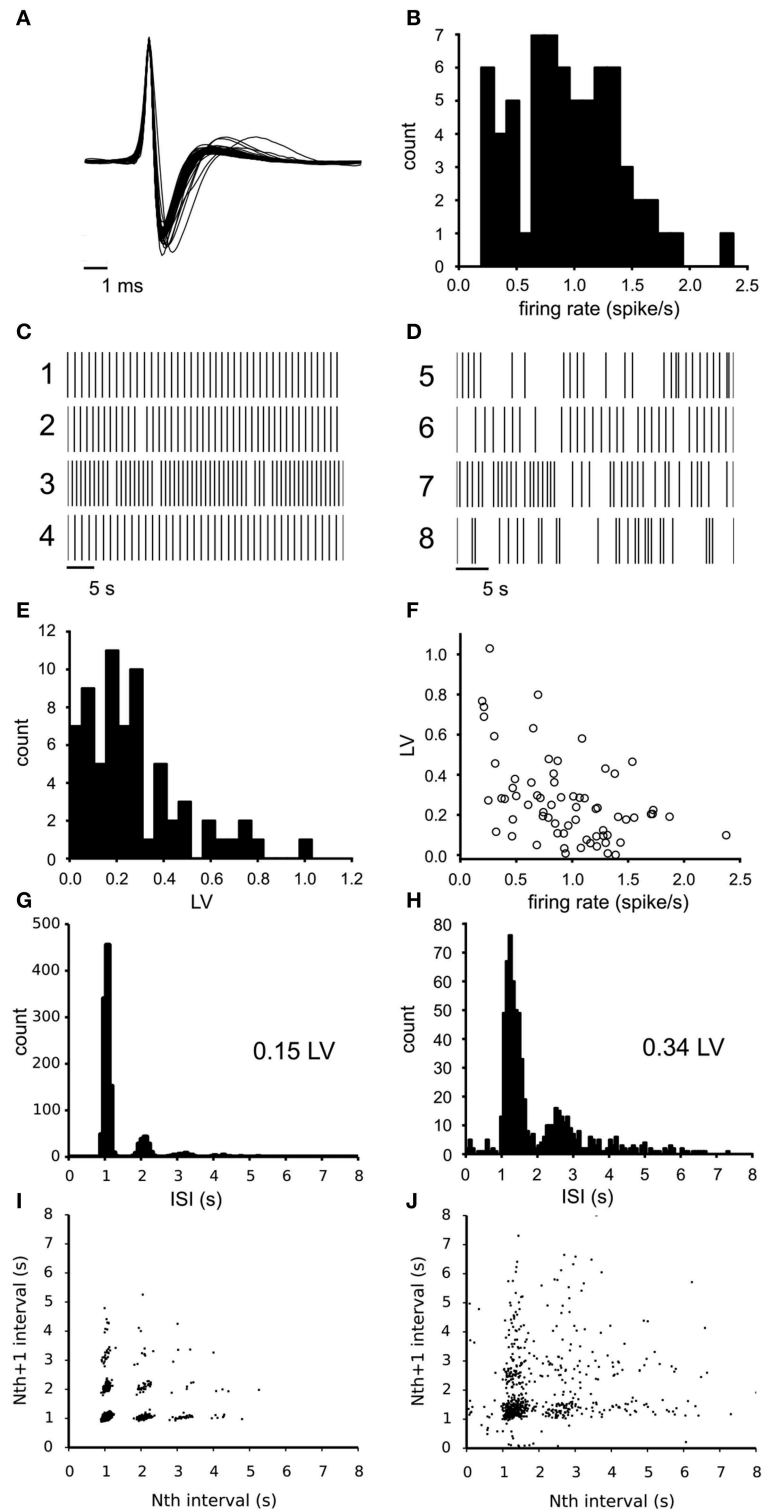 A
1 ms
B
7
6
5
4
3
2
1
0
count
0.0 0.5 1.0 1.5 2.0 2.5
firing rate (spike/s)
C
1
2
3
4
5 s
D
5
6
7
8
5 s
E
12
10
8
6
4
2
0
count
0.0 0.2 0.4 0.6 0.8 1.0 1.2
LV
F
1.0
0.8
0.6
0.4
0.2
0.0
LV
0.0 0.5 1.0 1.5 2.0 2.5
firing rate (spike/s)
G
500
400
300
200
100
0
count
0.15 LV
0 1 2 3 4 5 6 7 8
ISI (s)
H
80
70
60
50
40
30
20
10
0
count
0.34 LV
0 1 2 3 4 5 6 7 8
ISI (s)
I
8
7
6
5
4
3
2
1
0
Nth+1 interval (s)
0 1 2 3 4 5 6 7 8
Nth interval (s)
J
8
7
6
5
4
3
2
1
0
Nth+1 interval (s)
0 1 2 3 4 5 6 7 8
Nth interval (s)